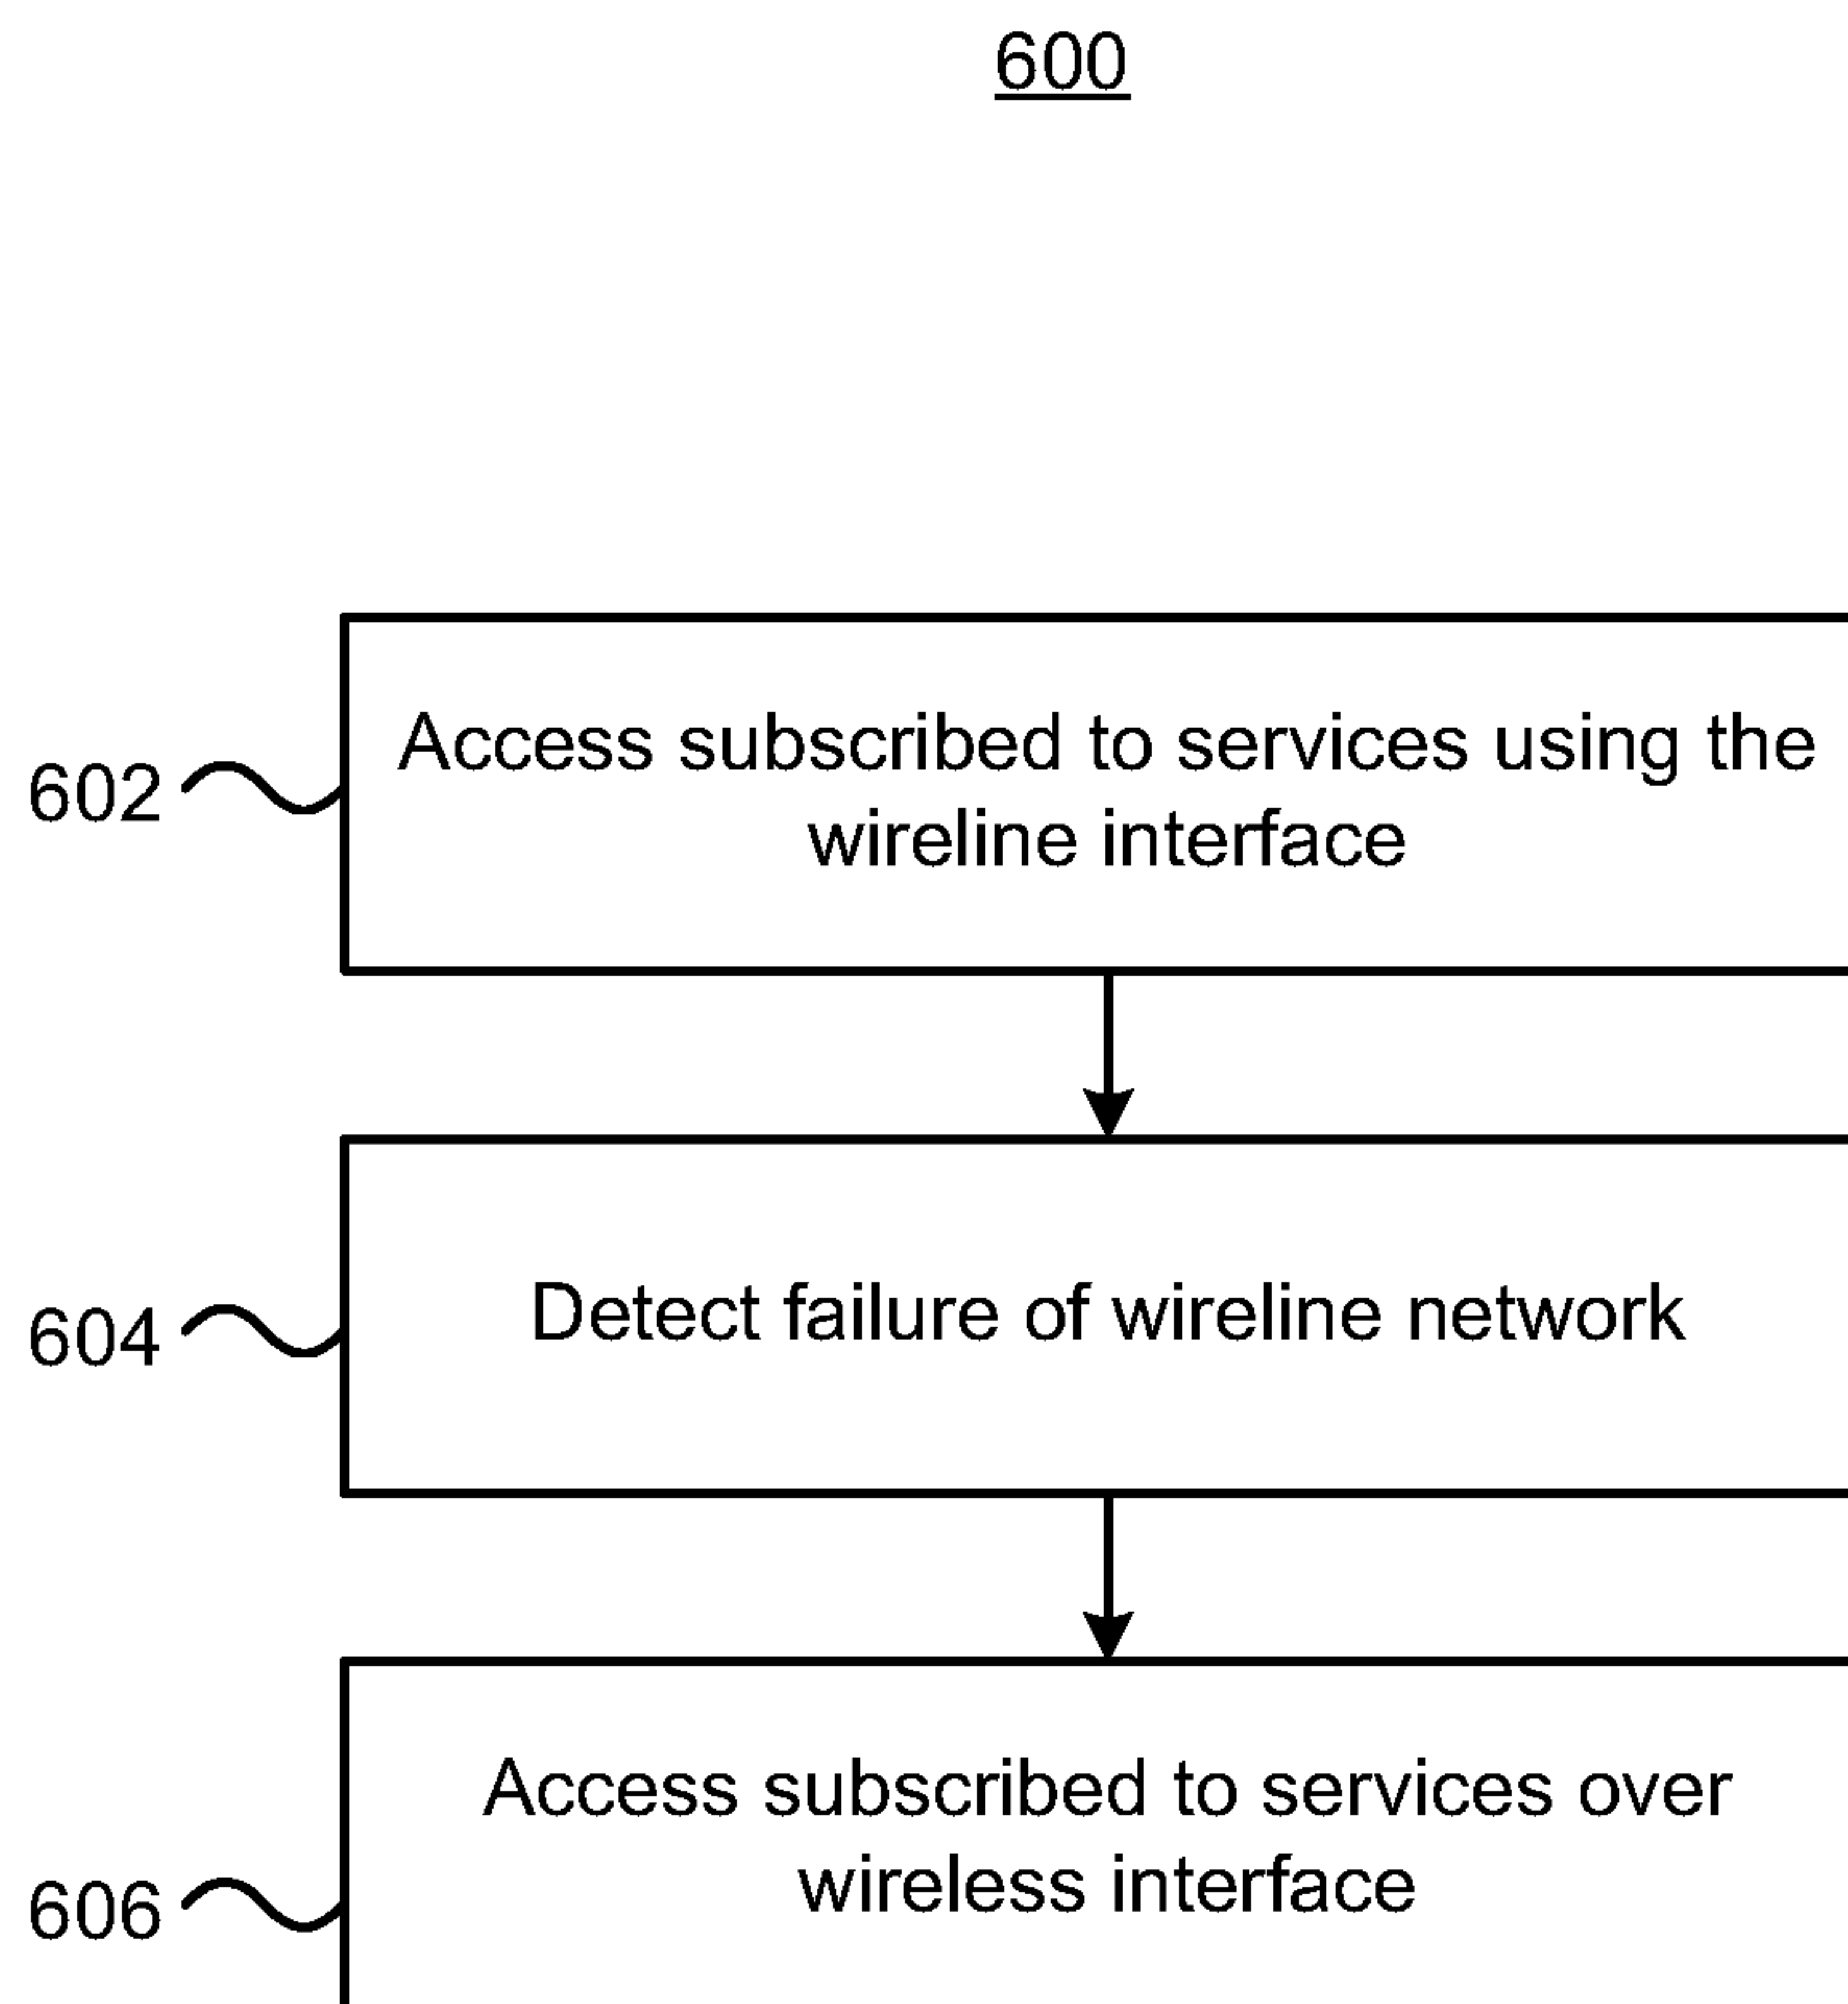 600
602
Access subscribed to services using the
wireline interface
604
Detect failure of wireline network
606
Access subscribed to services over
wireless interface